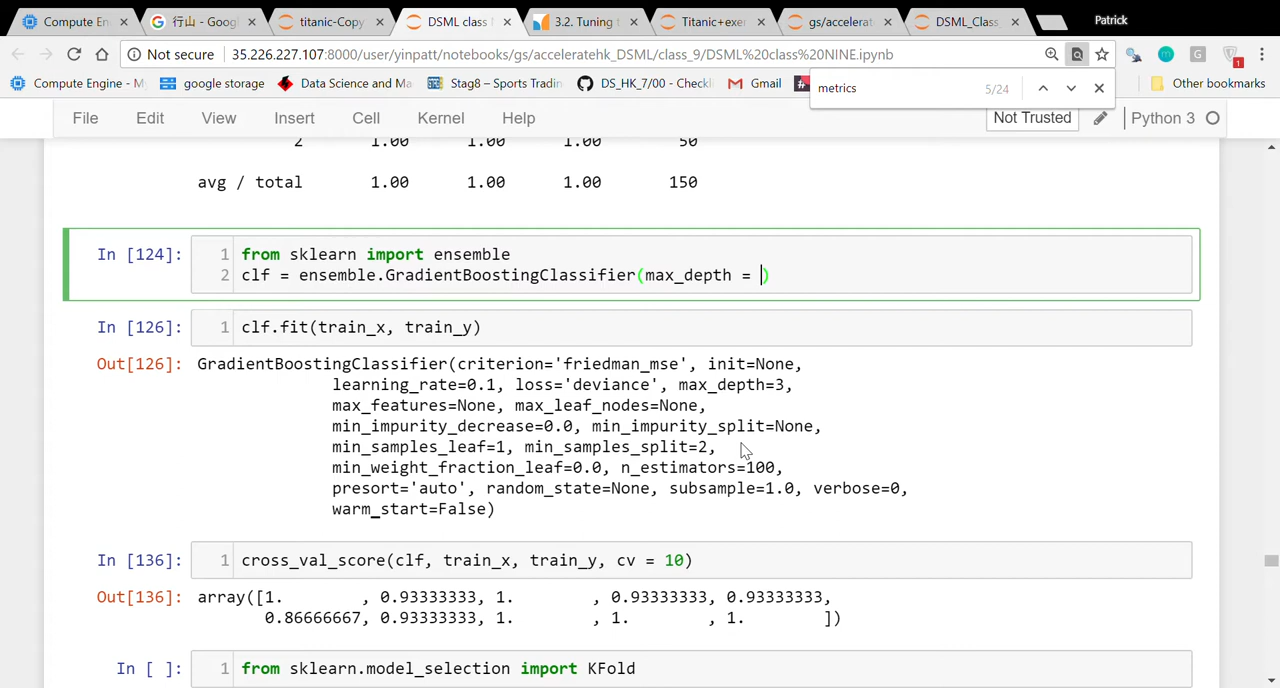 Compute En
行山 - Goog
titanic-Copy
DSML class N
3.2. Tuning t
Titanic+exer
gs/accelerat
DSML_Class
Patrick
Not secure
35.226.227.107:8000/user/yinpatt/notebooks/gs/acceleratehk_DSML/class_9/DSML%20class%20NINE.ipynb
Compute Engine - M
google storage
Data Science and Ma
Stag8 – Sports Tradin
DS_HK_7/00 - Checkl
Gmail
Other bookmarks
metrics
5/24
File Edit View Insert Cell Kernel Help
Not Trusted
Python 3
2 1.00 1.00 1.00 50
avg / total 1.00 1.00 1.00 150
In [124]: 1 from sklearn import ensemble
2 clf = ensemble.GradientBoostingClassifier(max_depth = )
In [126]: 1 clf.fit(train_x, train_y)
Out[126]: GradientBoostingClassifier(criterion='friedman_mse', init=None,
learning_rate=0.1, loss='deviance', max_depth=3,
max_features=None, max_leaf_nodes=None,
min_impurity_decrease=0.0, min_impurity_split=None,
min_samples_leaf=1, min_samples_split=2,
min_weight_fraction_leaf=0.0, n_estimators=100,
presort='auto', random_state=None, subsample=1.0, verbose=0,
warm_start=False)
In [136]: 1 cross_val_score(clf, train_x, train_y, cv = 10)
Out[136]: array([1. , 0.93333333, 1. , 0.93333333, 0.93333333,
0.86666667, 0.93333333, 1. , 1. , 1. ])
In [ ]: 1 from sklearn.model_selection import KFold